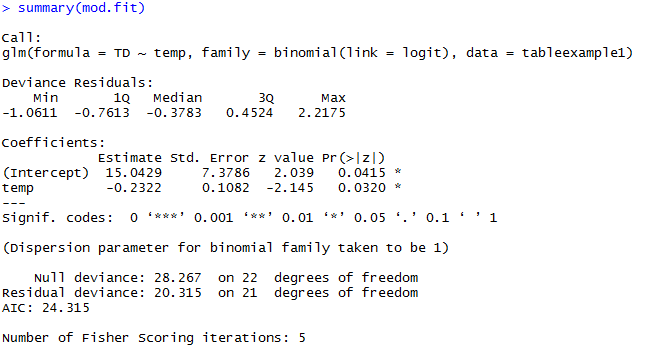 > summary(mod.fit)
Call:
glm(formula = TD ~ temp, family = binomial(link = logit), data = tableexample1)
Deviance Residuals:
    Min       1Q   Median       3Q      Max
-1.0611  -0.7613  -0.3783   0.4524   2.2175
Coefficients:
            Estimate Std. Error z value Pr(>|z|)
(Intercept)  15.0429     7.3786   2.039   0.0415 *
temp         -0.2322     0.1082  -2.145   0.0320 *
---
Signif. codes:  0 ‘***’ 0.001 ‘**’ 0.01 ‘*’ 0.05 ‘.’ 0.1 ‘ ’ 1
(Dispersion parameter for binomial family taken to be 1)
    Null deviance: 28.267  on 22  degrees of freedom
Residual deviance: 20.315  on 21  degrees of freedom
AIC: 24.315
Number of Fisher Scoring iterations: 5